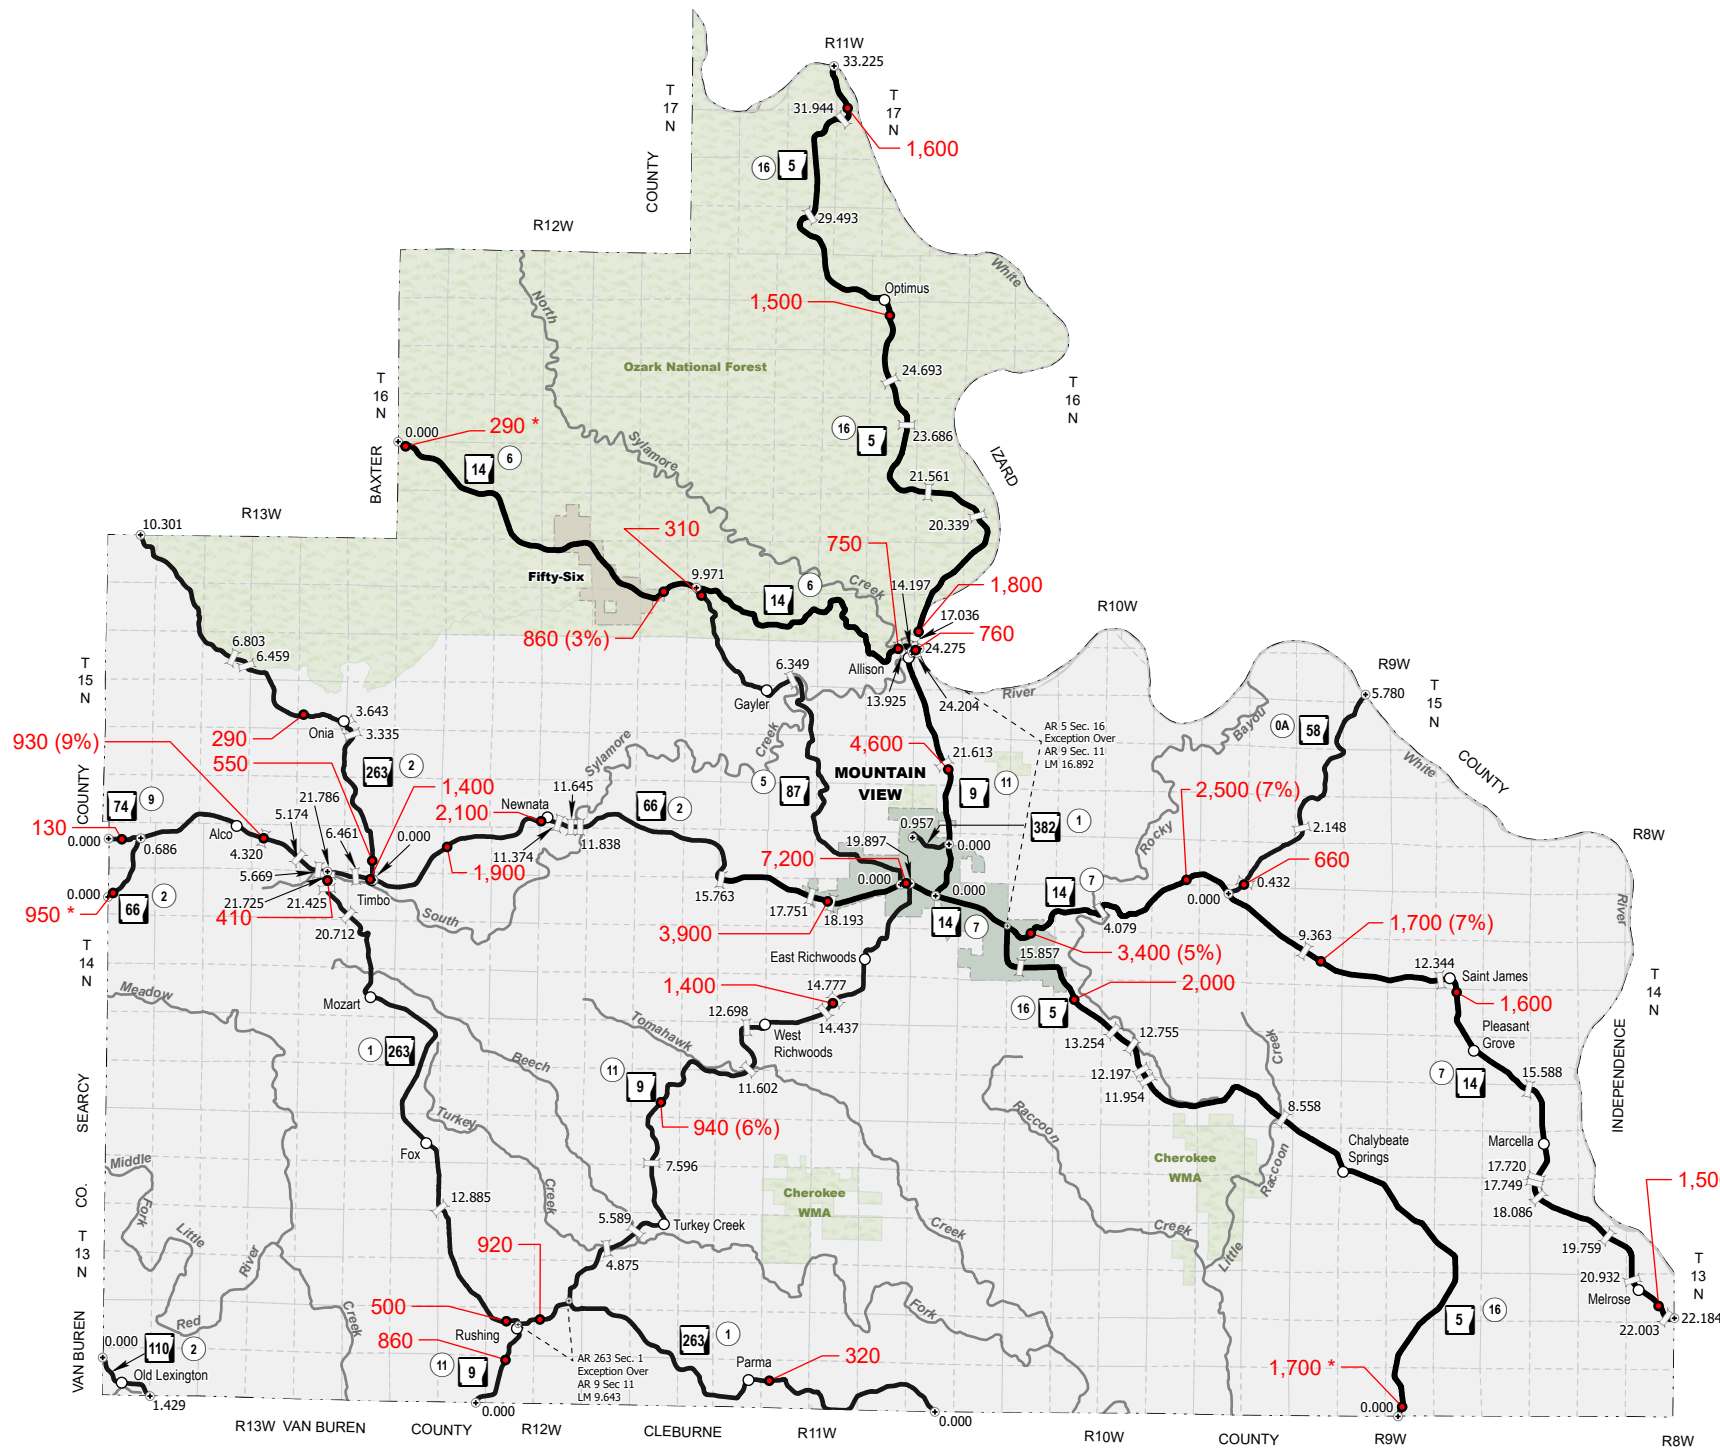 R11W
33.225
T
17
N
T
17
N
31.944
1,600
16
5
COUNTY
29.493
R12W
White
Optimus
1,500
North
Ozark National Forest
24.693
T
16
N
T
16
N
290 *
0.000
16
5
23.686
Sylamore
14
6
BAXTER
IZARD
21.561
R13W
10.301
20.339
310
750
9.971
Fifty-Six
Creek
14.197
1,800
14
6
R10W
17.036
860 (3%)
760
6.803
6.459
24.275
T
15
N
Allison
6.349
R9W
5.780
T
15
N
Gayler
River
13.925
24.204
3.643
Onia
3.335
290
930 (9%)
AR 5 Sec. 16
Exception Over
AR 9 Sec. 11
LM 16.892
0A
58
Bayou
Sylamore
Creek
4,600
21.613
White
COUNTY
550
263
2
5
87
MOUNTAIN
VIEW
9
11
COUNTY
74
9
1,400
11.645
21.786
5.174
Newnata
2,100
66
2
2,500 (7%)
0.957
382
1
2.148
R8W
130
0.000
0.686
Alco
6.461
0.000
4.320
11.374
11.838
19.897
0.000
Rocky
7,200
660
5.669
1,900
0.000
66
2
950 *
21.725
21.425
Timbo
410
15.763
0.000
0.000
14
7
0.432
0.000
River
17.751
18.193
South
14
7
4.079
1,700 (7%)
20.712
3,900
3,400 (5%)
9.363
T
14
N
East Richwoods
15.857
12.344
Saint James
T
14
N
Meadow
Mozart
1,400
14.777
2,000
1,600
12.698
14.437
16
5
West
Richwoods
Tomahawk
Pleasant
Grove
12.755
13.254
Creek
1
263
Beech
INDEPENDENCE
SEARCY
11
9
11.602
12.197
11.954
7
14
15.588
Turkey
940 (6%)
Raccoon
8.558
Chalybeate
Springs
Marcella
Fox
7.596
Middle
Cherokee
WMA
Raccoon
17.720
17.749
1,50
CO.
12.885
Creek
Cherokee
WMA
18.086
Fork
5.589
Turkey Creek
Creek
Creek
Little
920
19.759
T
13
N
4.875
River
Little
T
13
N
20.932
Melrose
500
Fork
Red
Creek
Rushing
263
1
5
16
22.003
22.184
860
VAN BUREN
0.000
110
2
Old Lexington
11
9
AR 263 Sec. 1
Exception Over
AR 9 Sec 11
LM 9.643
Parma
320
1,700 *
1.429
0.000
0.000
0.000
R13W
VAN BUREN
COUNTY
R12W
CLEBURNE
R11W
R10W
COUNTY
R9W
R8W